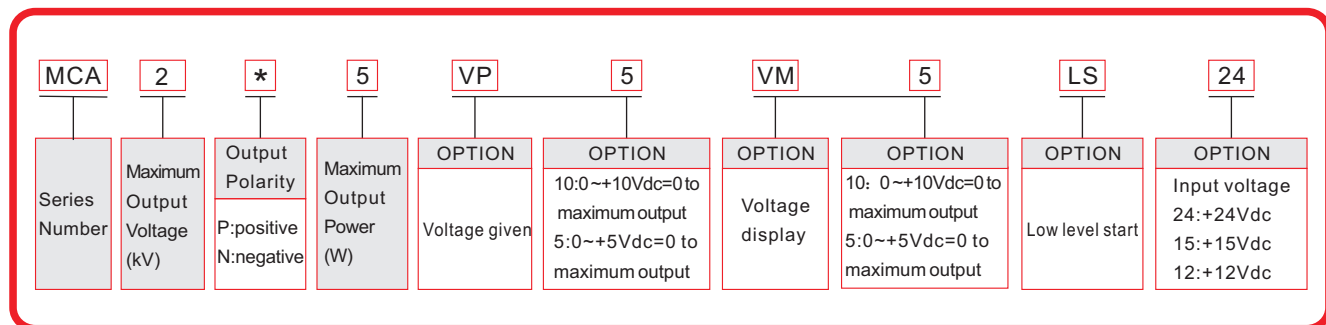 MCA 2 * 5 VP 5 VM 5 LS 24
Series
Number
Maximum
Output
Voltage
(kV)
Output
Polarity
P:positive
N:negative
Maximum
Output
Power
(W)
OPTION
Voltage given
OPTION
10:0~+10Vdc=0 to
maximum output
5:0~+5Vdc=0 to
maximum output
OPTION
Voltage
display
OPTION
10: 0~+10Vdc=0 to
maximum output
5:0~+5Vdc=0 to
maximum output
OPTION
Low level start
OPTION
Input voltage
24:+24Vdc
15:+15Vdc
12:+12Vdc